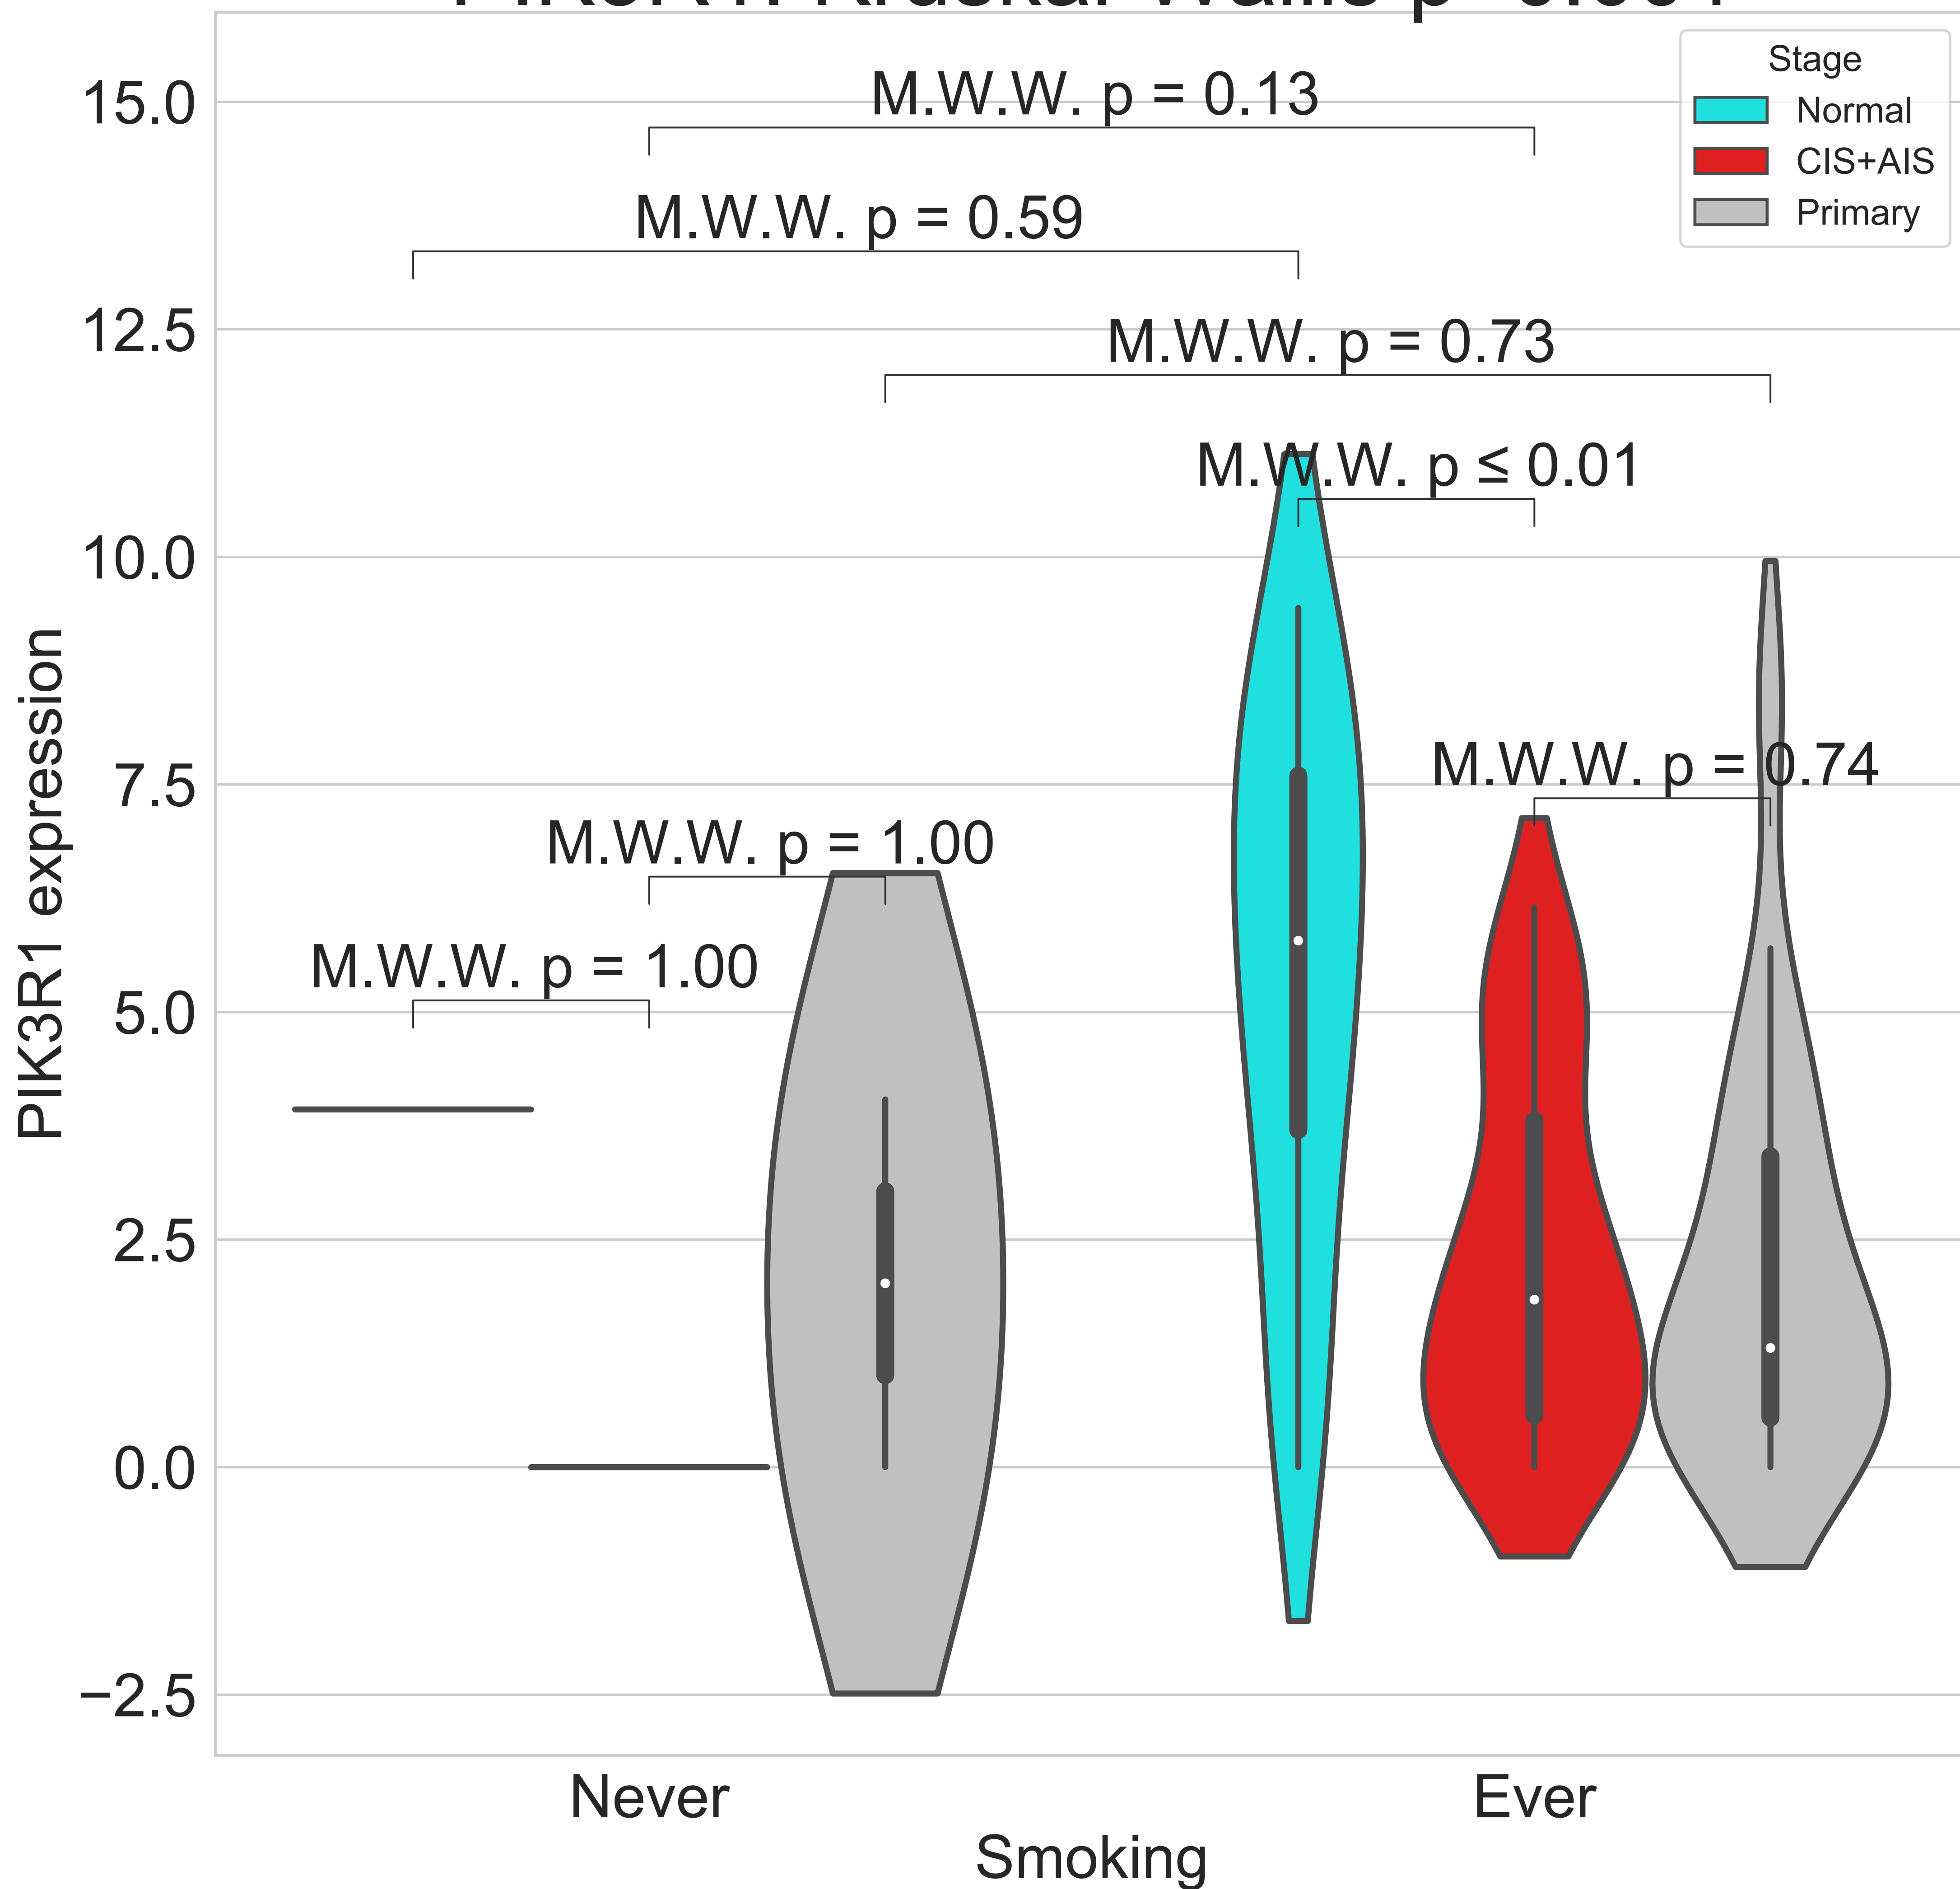 Stage
Normal
CIS+AIS
Primary
M.W.W. p = 0.13
M.W.W. p = 0.59
M.W.W. p = 0.73
M.W.W. p ≤ 0.01
M.W.W. p = 0.74
M.W.W. p = 1.00
M.W.W. p = 1.00
15.0
12.5
10.0
7.5
5.0
2.5
0.0
−2.5
PIK3R1 expression
Never
Ever
Smoking